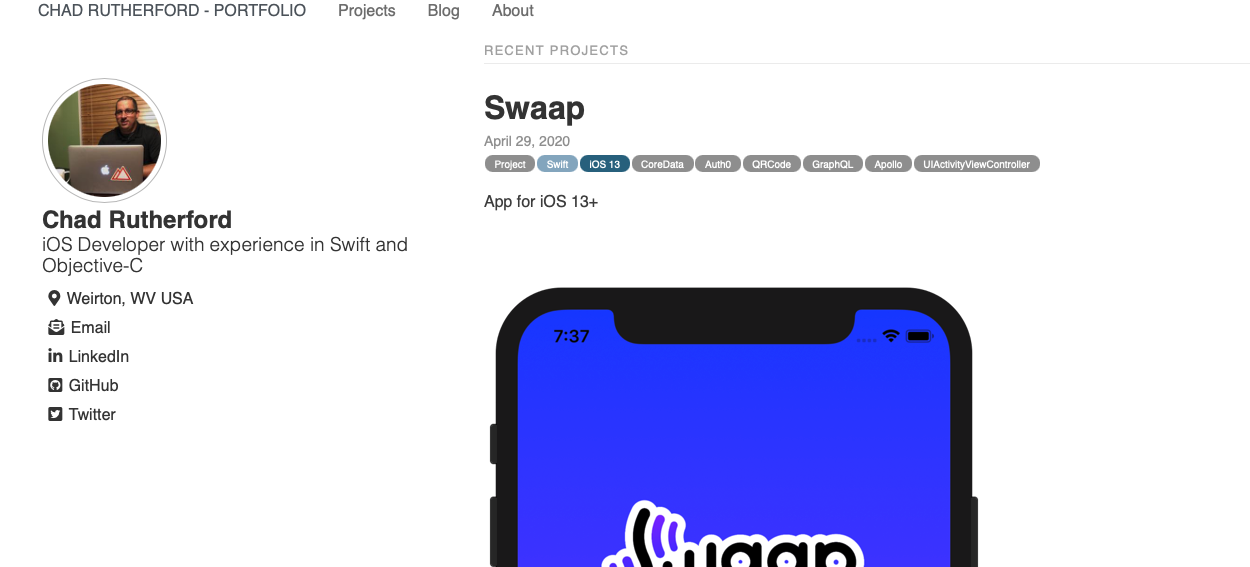 CHAD RUTHERFORD - PORTFOLIO Projects Blog About
RECENT PROJECTS
Chad Rutherford
iOS Developer with experience in Swift and
Objective-C
Weirton, WV USA
Email
LinkedIn
GitHub
Twitter
Swaap
April 29, 2020
Project Swift iOS 13 CoreData Auth0 QRCode GraphQL Apollo UIActivityViewController
App for iOS 13+
7:37
Swaap